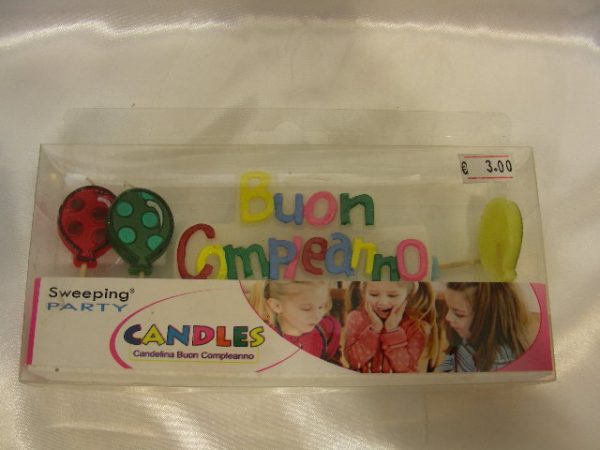 € 3.00
Buon
Compleanno
Sweeping®
PARTY
CANDLES
Candelina Buon Compleanno